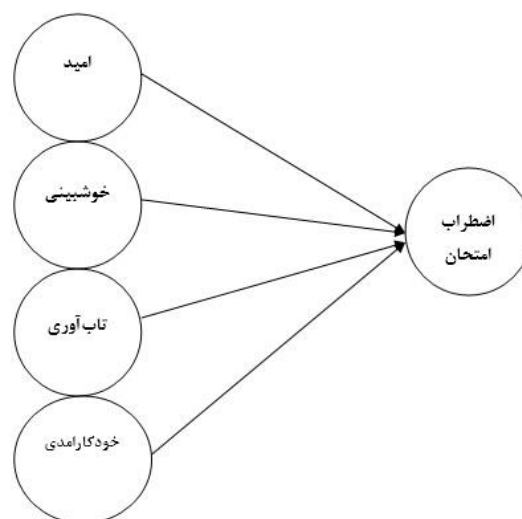 امید
خوشبینی
تاب‌آوری
خودکارامدی
اضطراب
امتحان